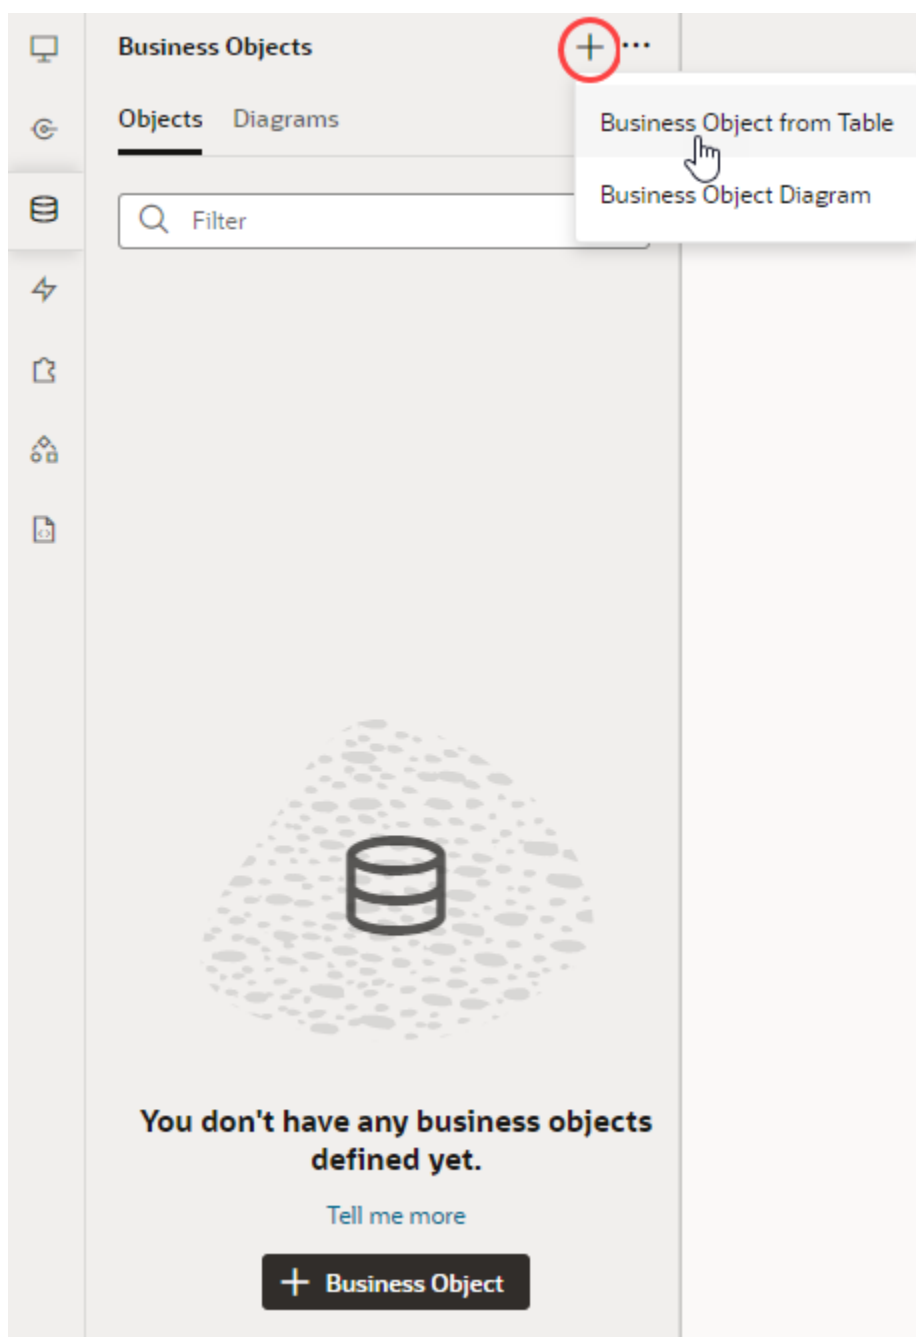 Business Objects
Objects Diagrams
Business Object from Table
Business Object Diagram
Filter
You don't have any business objects
defined yet.
Tell me more
Business Object